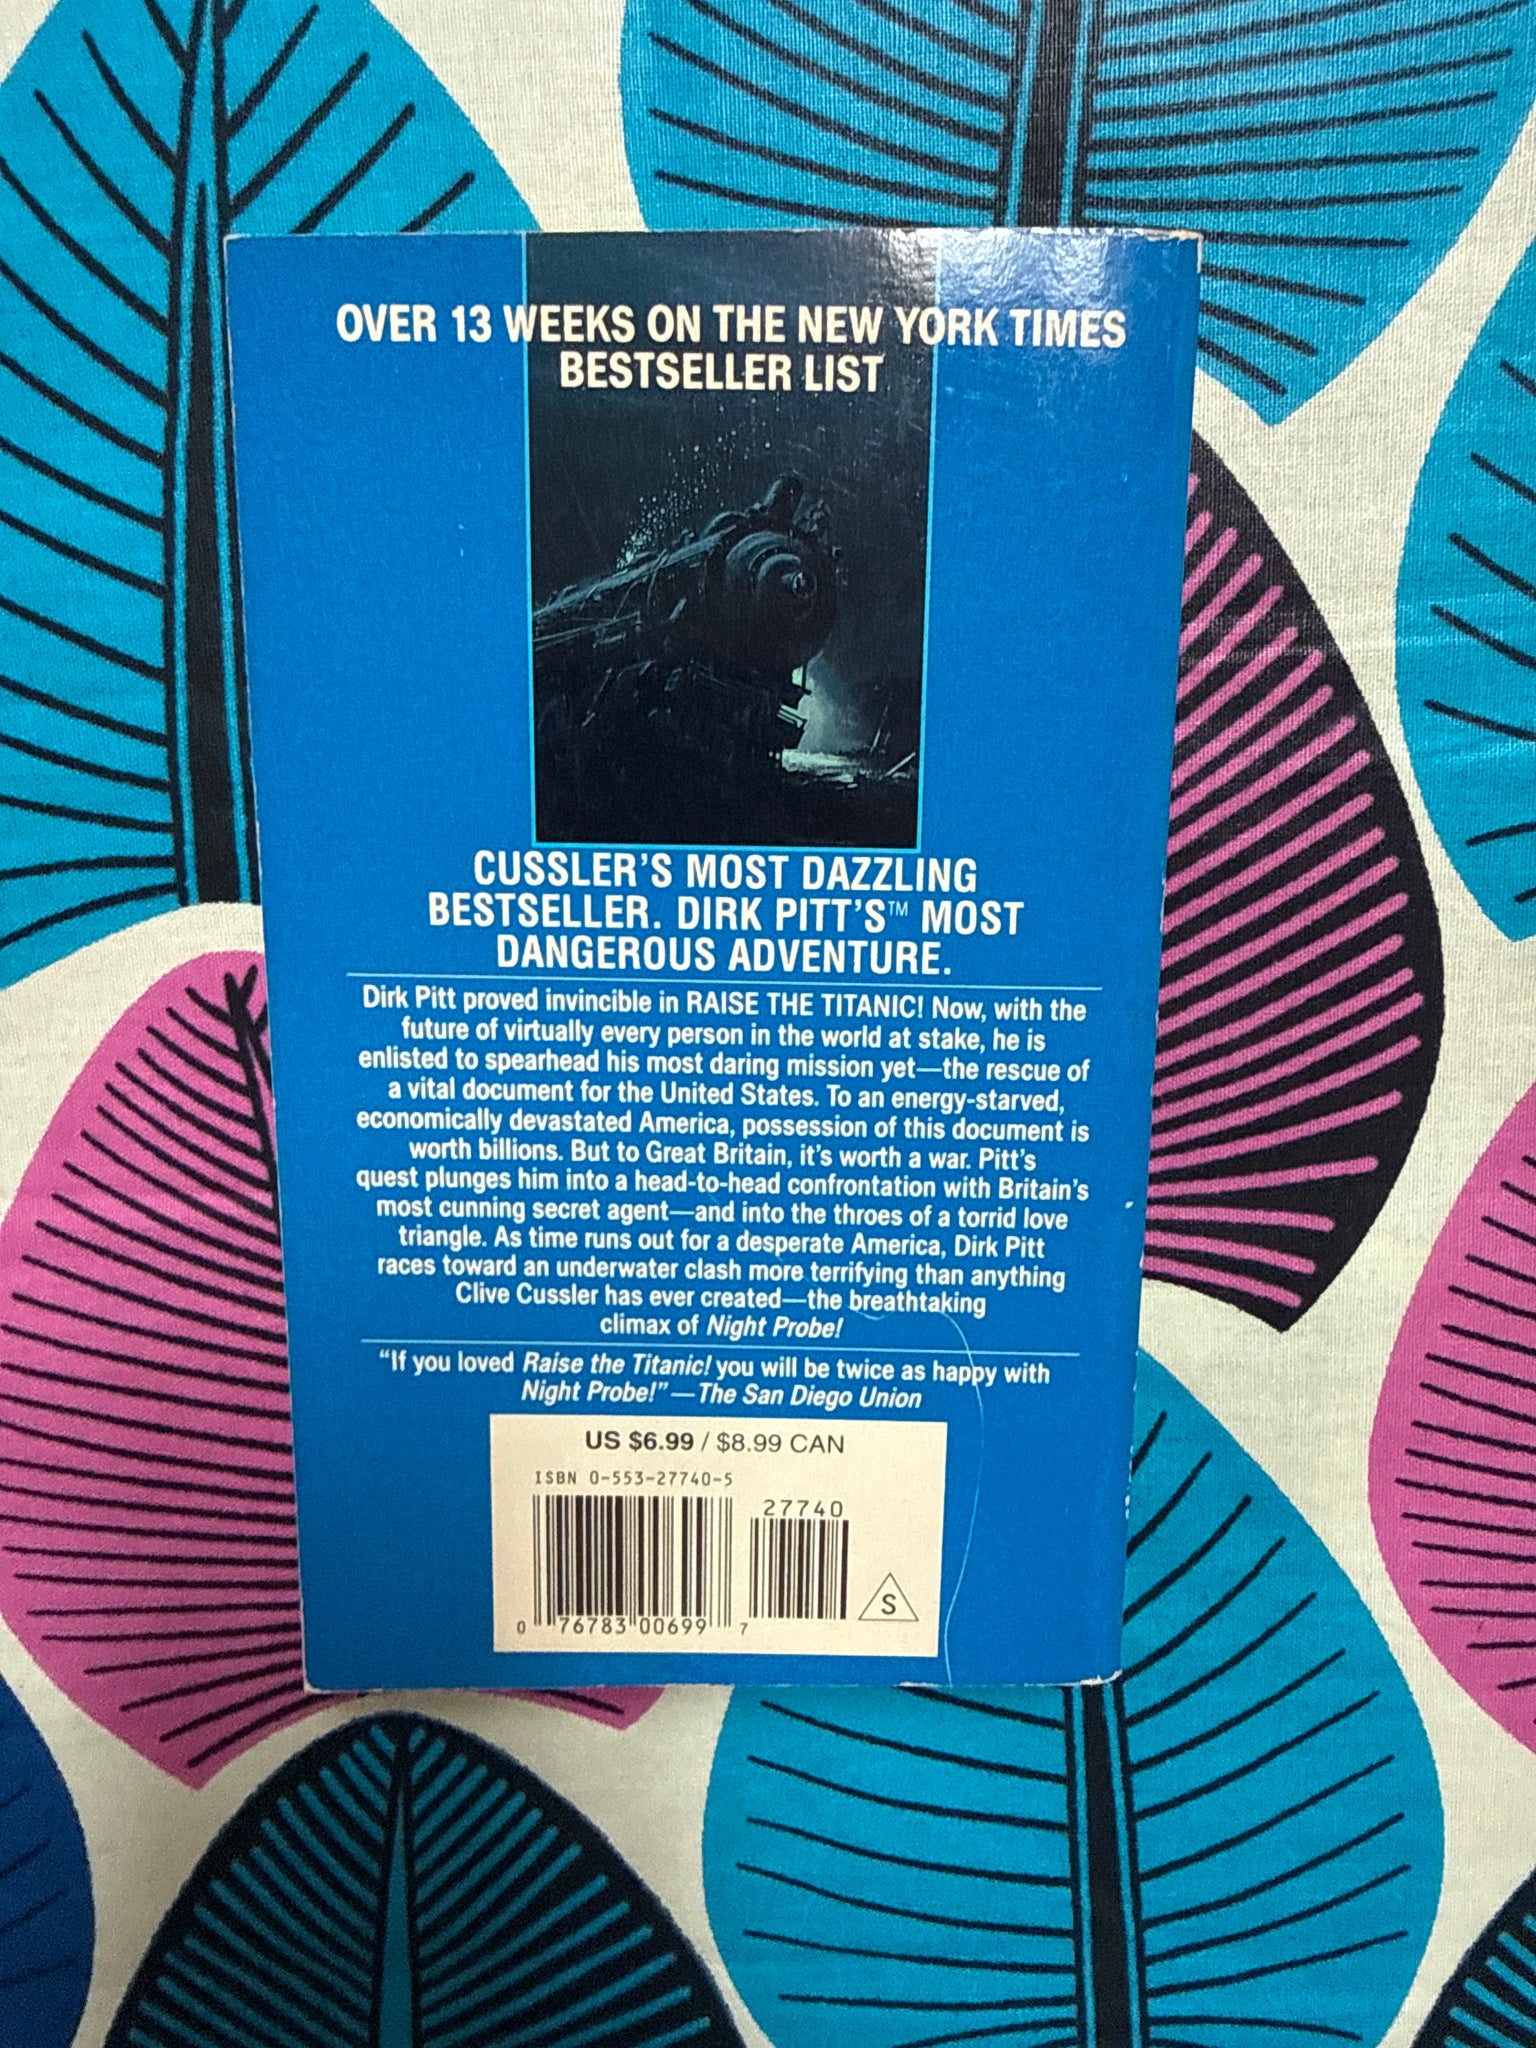 OVER 13 WEEKS ON THE NEW YORK TIMES
BESTSELLER LIST
CUSSLER'S MOST DAZZLING
BESTSELLER. DIRK PITT'S™ MOST
DANGEROUS ADVENTURE.
Dirk Pitt proved invincible in RAISE THE TITANIC! Now, with the
future of virtually every person in the world at stake, he is
enlisted to spearhead his most daring mission yet—the rescue of
a vital document for the United States. To an energy-starved,
economically devastated America, possession of this document is
worth billions. But to Great Britain, it's worth a war. Pitt's
quest plunges him into a head-to-head confrontation with Britain's
most cunning secret agent—and into the throes of a torrid love
triangle. As time runs out for a desperate America, Dirk Pitt
races toward an underwater clash more terrifying than anything
Clive Cussler has ever created—the breathtaking
climax of Night Probe!
"If you loved Raise the Titanic! you will be twice as happy with
Night Probe!"—The San Diego Union
US $6.99 / $8.99 CAN
ISBN 0-553-27740-5
27740
0 76783 00699 7
S